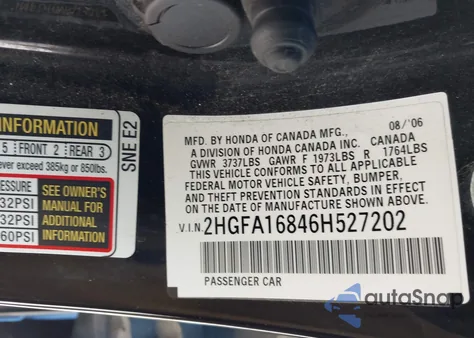 INFORMATION
5 FRONT 2 REAR 3
ever exceed 385kg or 850lbs.
PRESSURE SEE OWNER'S
32PSI MANUAL FOR
32PSI ADDITIONAL
60PSI INFORMATION
SNE E2
08/'06
MFD. BY HONDA OF CANADA MFG.,
A DIVISION OF HONDA CANADA INC. CANADA
GVWR 3737LBS GAWR F 1973LBS R 1764LBS
THIS VEHICLE CONFORMS TO ALL APPLICABLE
FEDERAL MOTOR VEHICLE SAFETY, BUMPER,
AND THEFT PREVENTION STANDARDS IN EFFECT
ON THE DATE OF MANUFACTURE SHOWN ABOVE.
V.I.N. 2HGFA16846H527202
PASSENGER CAR
autoSnap